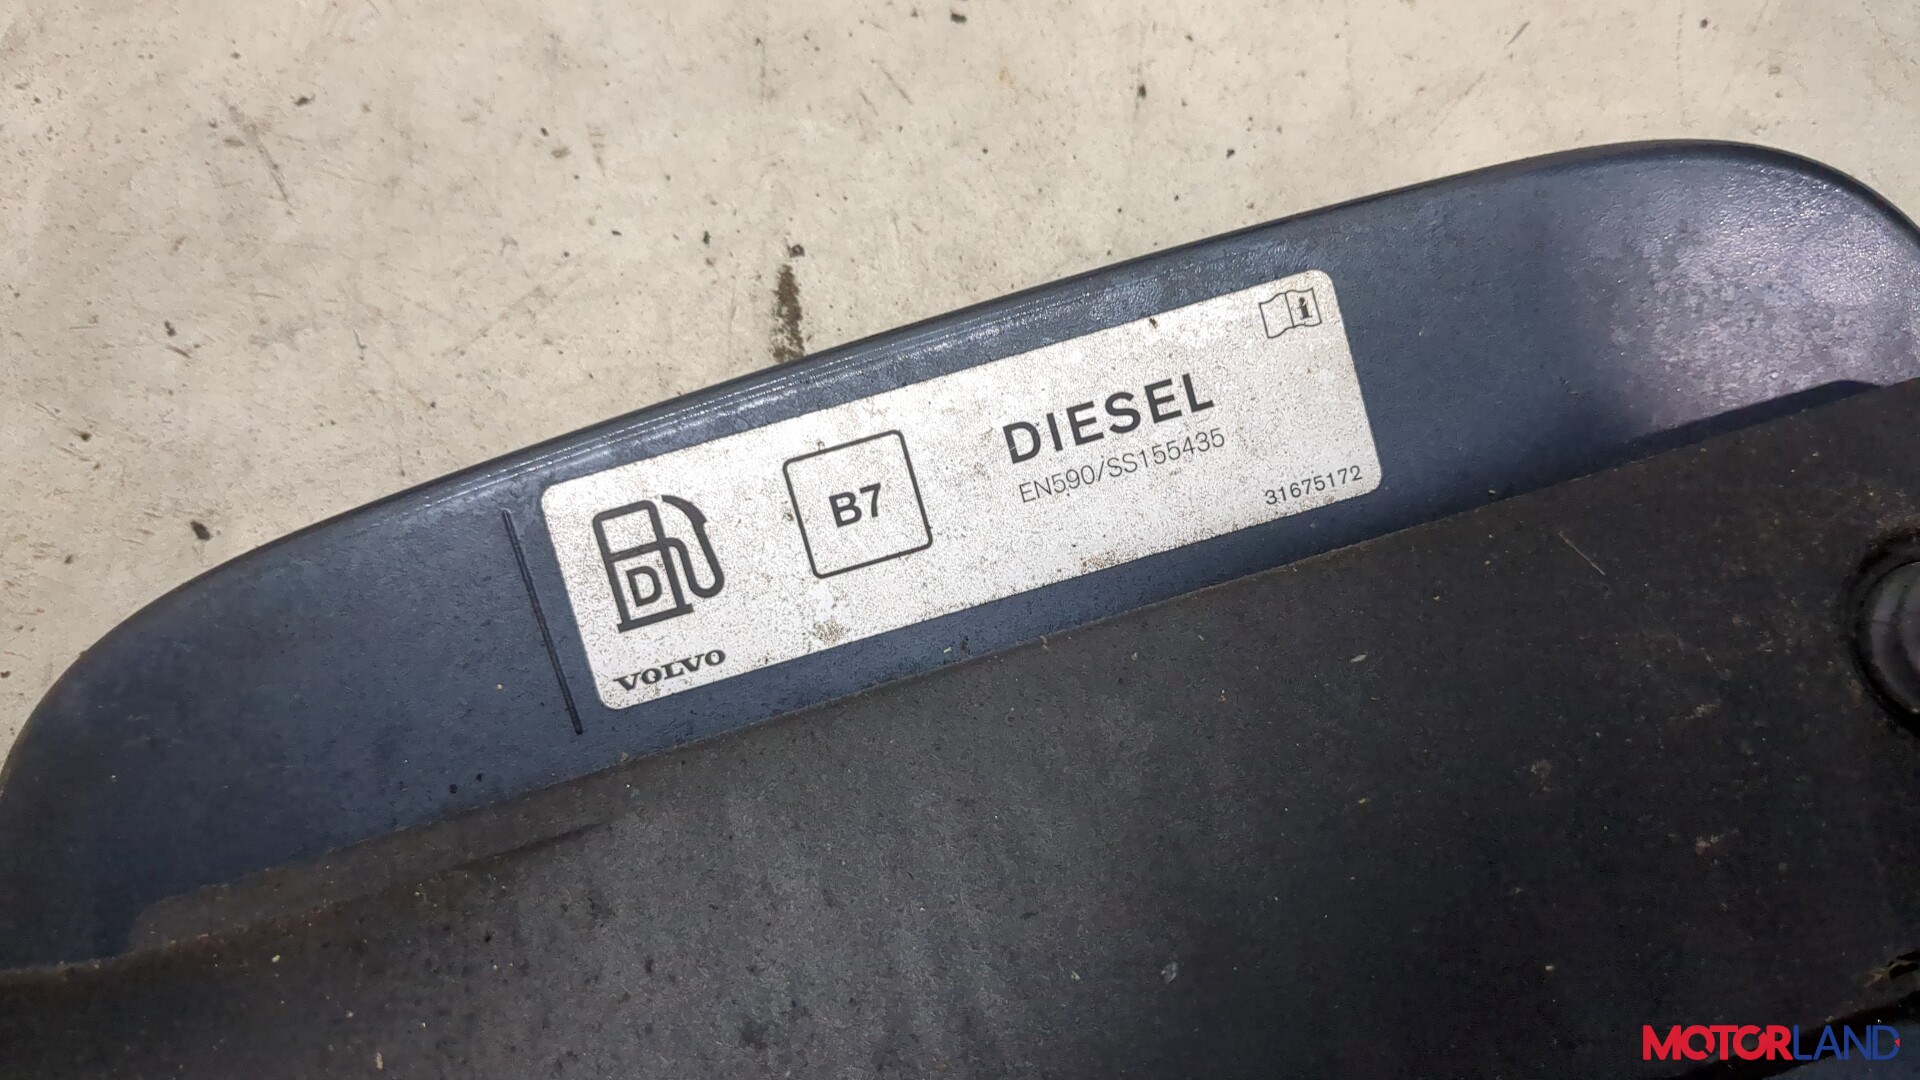 D
VOLVO
B7
DIESEL
EN590/SS155435
31675172
i
MOTORLAND